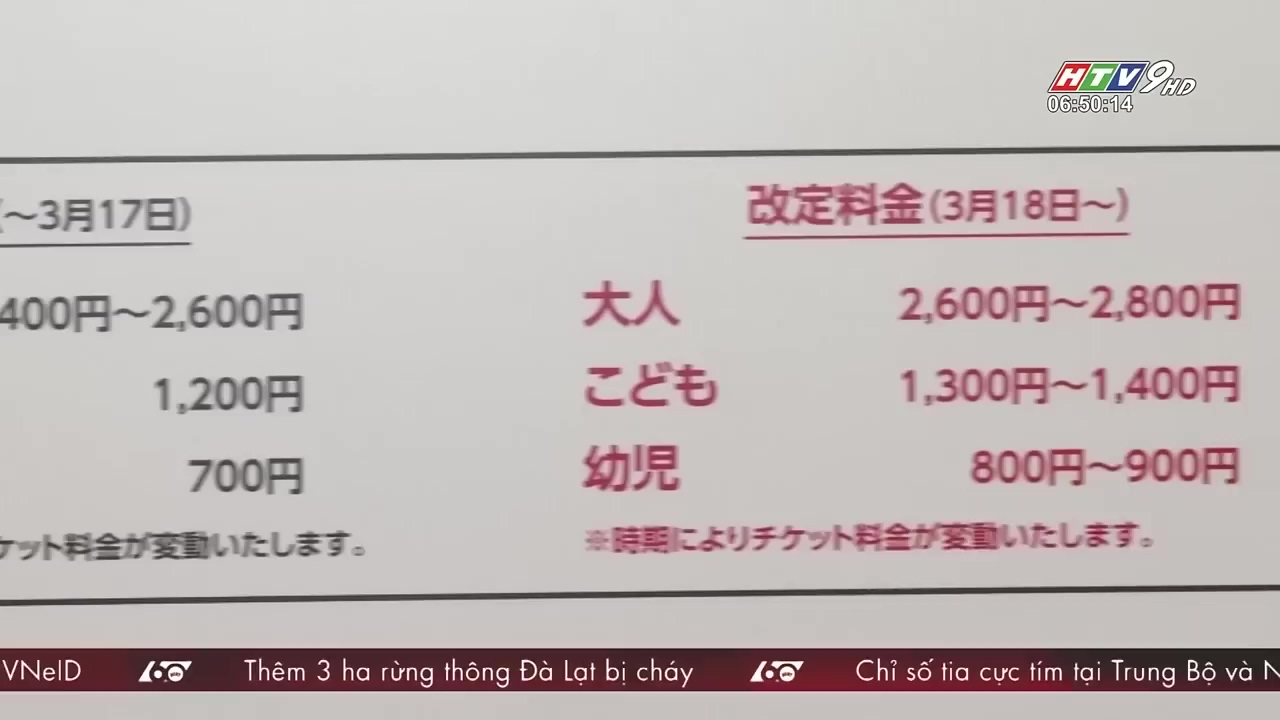 HTV9 HD
06:50:14
(～3月17日)
400円～2,600円
1,200円
700円
ケット料金が変動いたします。
改定料金(3月18日～)
大人 2,600円～2,800円
こども 1,300円～1,400円
幼児 800円～900円
※時期によりチケット料金が変動いたします。
VNeID 60 Thêm 3 ha rừng thông Đà Lạt bị cháy 60 Chỉ số tia cực tím tại Trung Bộ và N